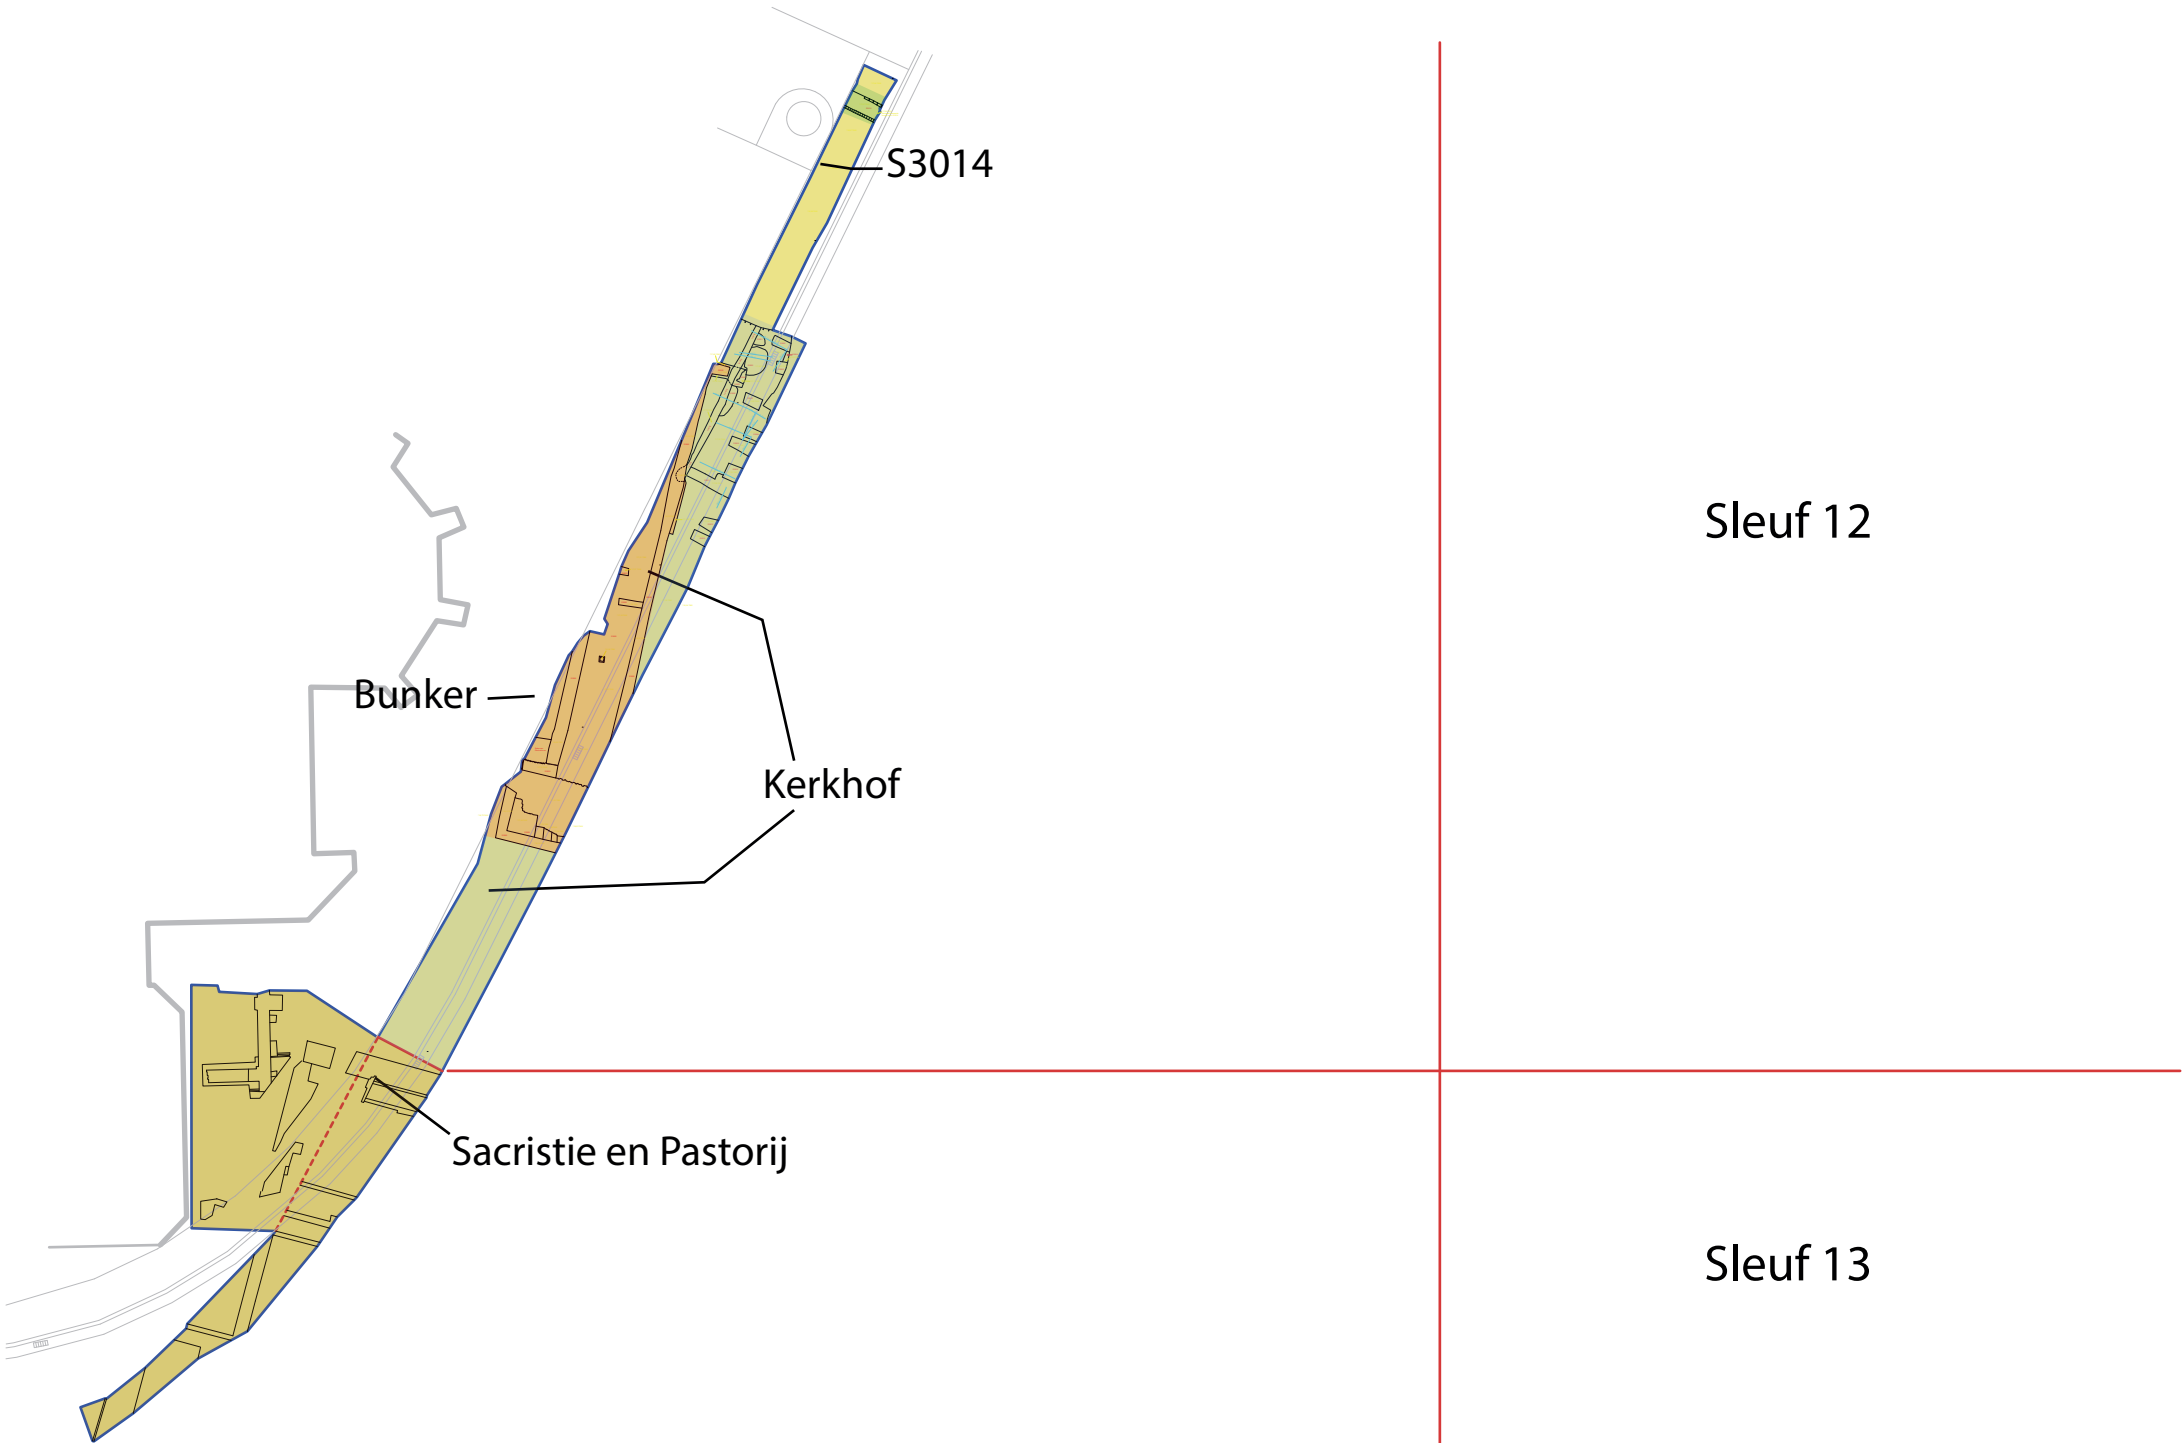 S3014
Sleuf 12
Bunker
Kerkhof
Sacristie en Pastorij
Sleuf 13